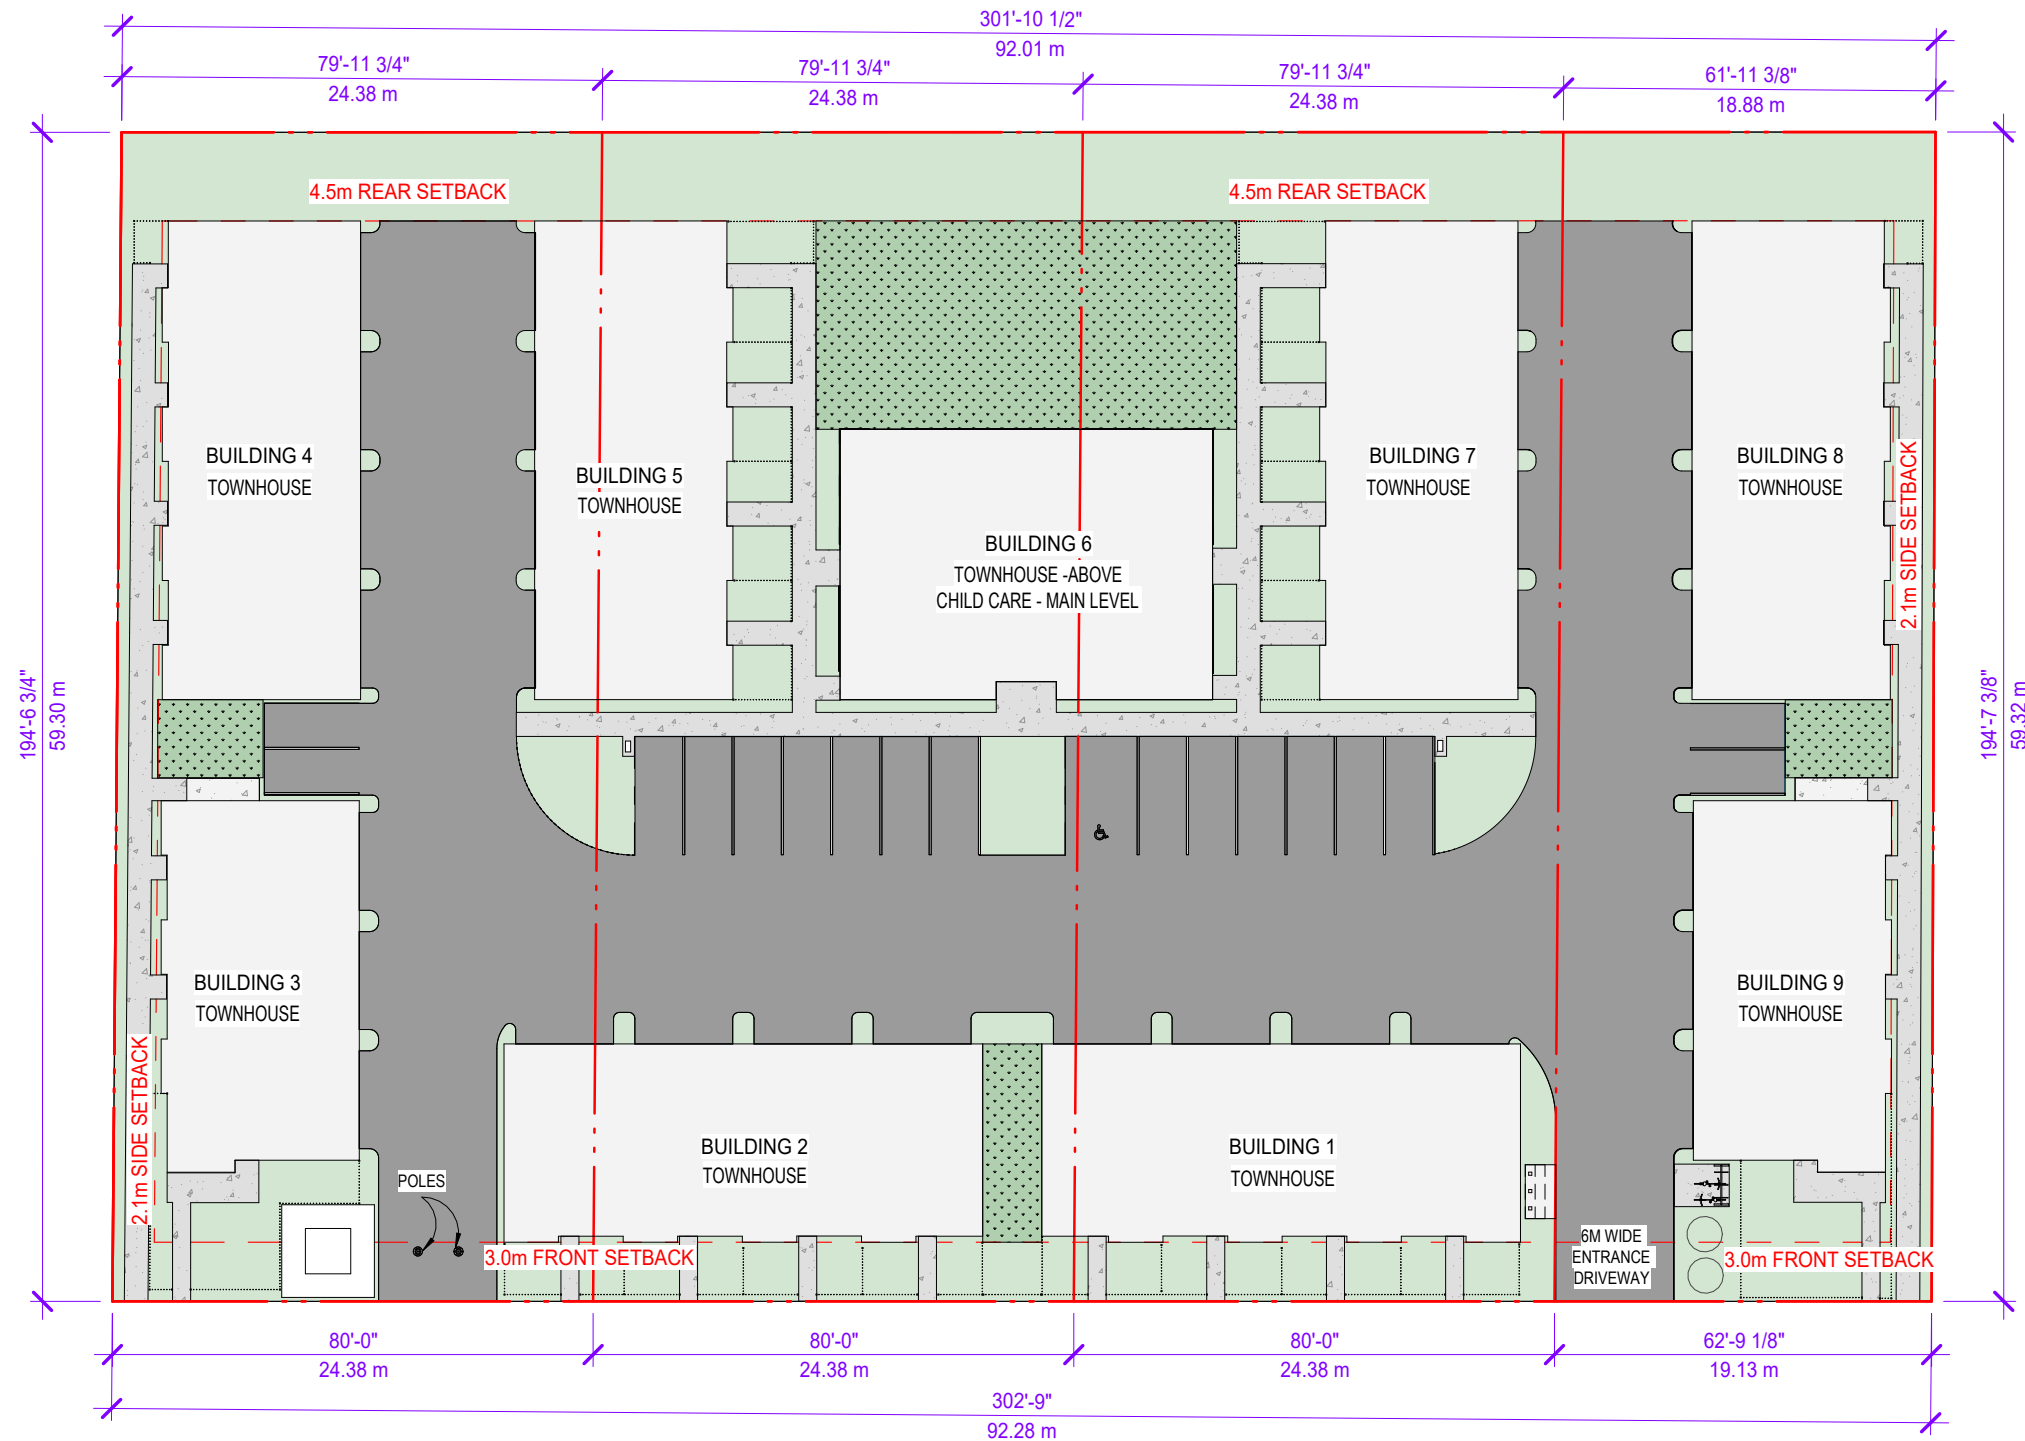 301'-10 1/2"
92.01 m
79'-11 3/4"
24.38 m
79'-11 3/4"
24.38 m
79'-11 3/4"
24.38 m
61'-11 3/8"
18.88 m
4.5m REAR SETBACK
4.5m REAR SETBACK
BUILDING 4
TOWNHOUSE
BUILDING 5
TOWNHOUSE
BUILDING 6
TOWNHOUSE -ABOVE
CHILD CARE - MAIN LEVEL
BUILDING 7
TOWNHOUSE
BUILDING 8
TOWNHOUSE
2.1m SIDE SETBACK
194'-6 3/4"
59.30 m
194'-7 3/8"
59.32 m
BUILDING 3
TOWNHOUSE
BUILDING 9
TOWNHOUSE
2.1m SIDE SETBACK
POLES
BUILDING 2
TOWNHOUSE
BUILDING 1
TOWNHOUSE
6M WIDE
ENTRANCE
DRIVEWAY
3.0m FRONT SETBACK
3.0m FRONT SETBACK
80'-0"
24.38 m
80'-0"
24.38 m
80'-0"
24.38 m
62'-9 1/8"
19.13 m
302'-9"
92.28 m